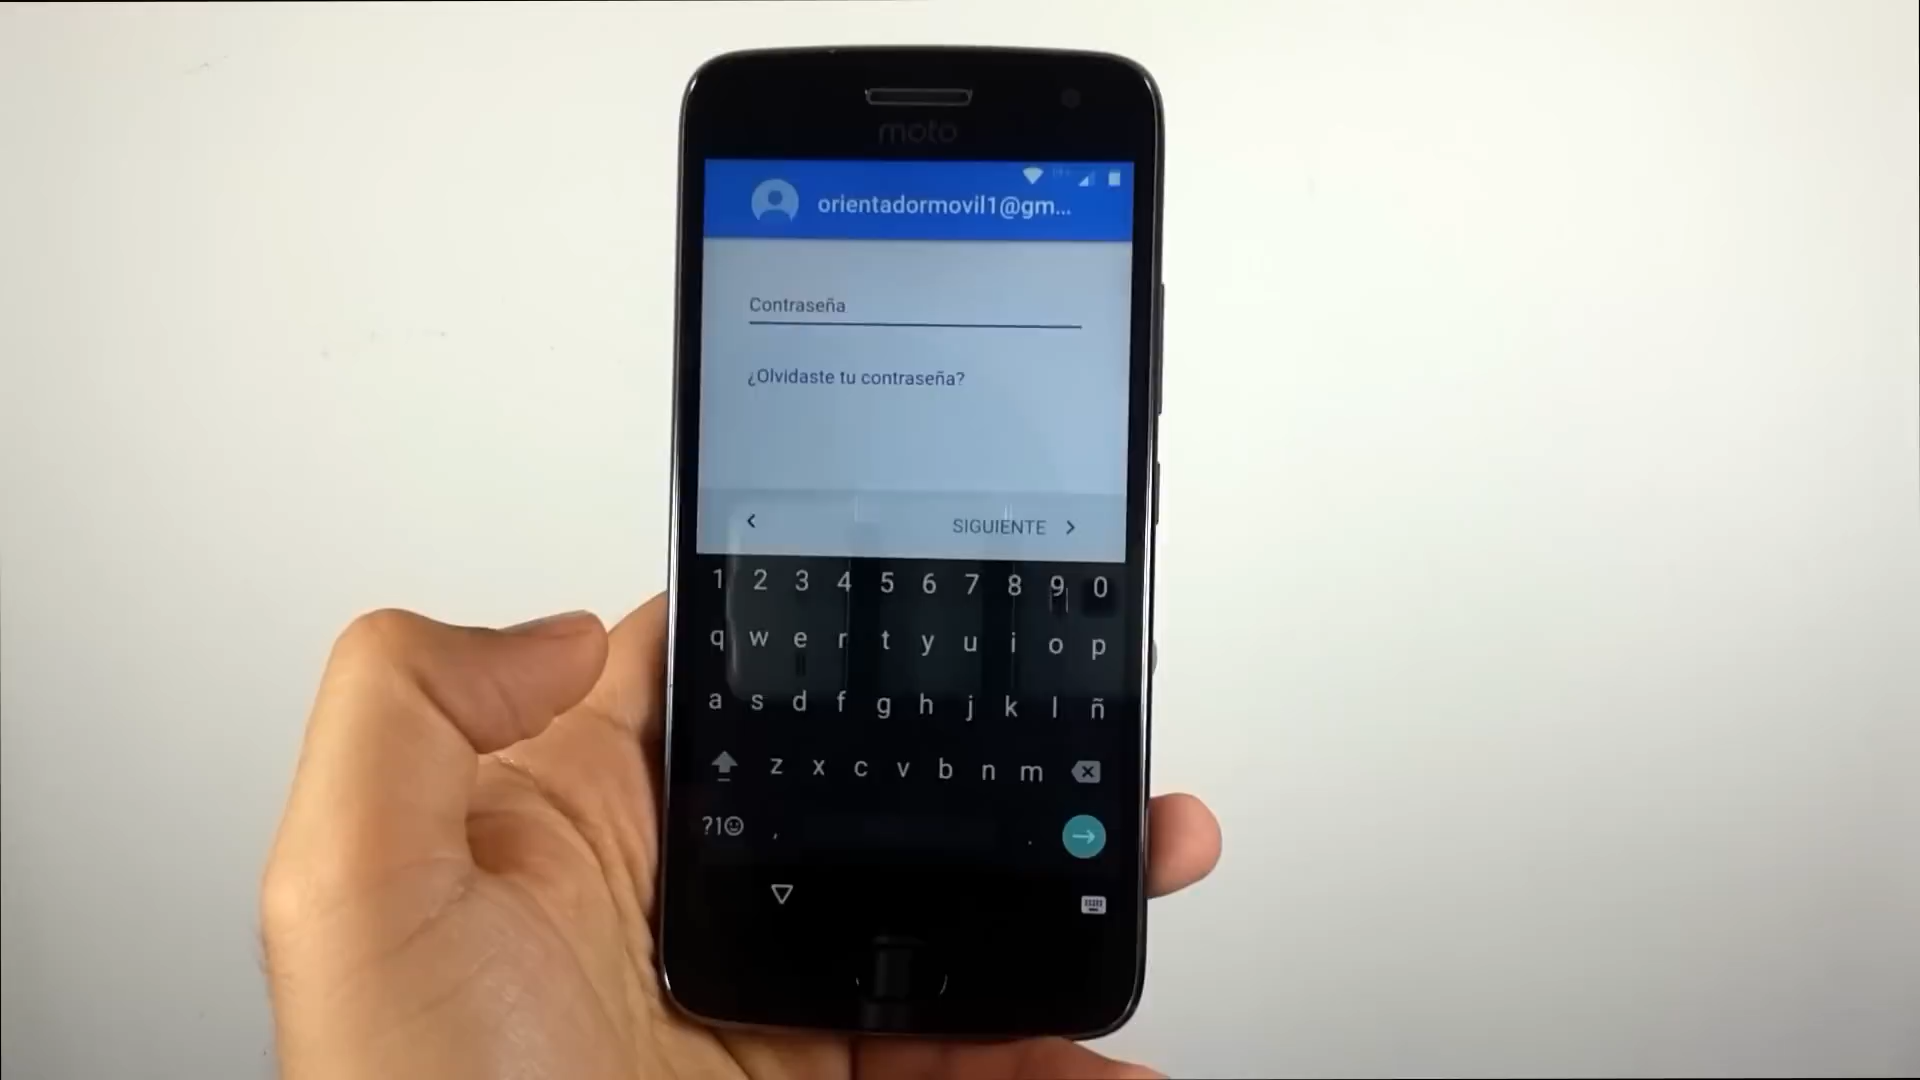 moto
orientadormovil1@gm...
Contraseña
¿Olvidaste tu contraseña?
SIGUIENTE
1 2 3 4 5 6 7 8 9 0
q w e r t y u i o p
a s d f g h j k l ñ
z x c v b n m
?1☺ , .